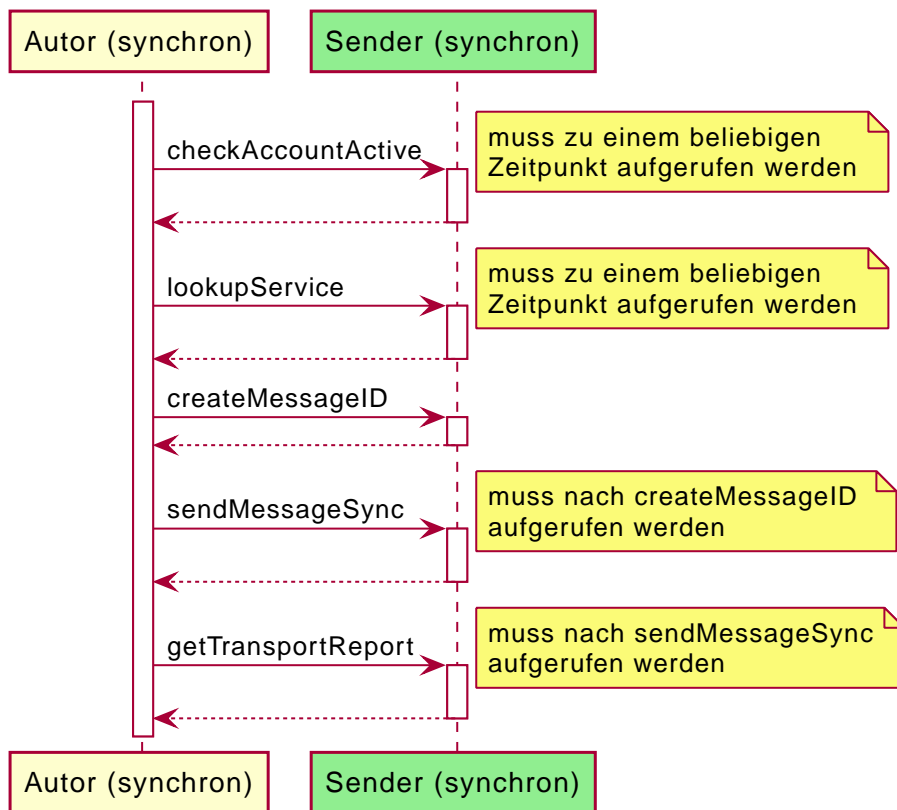 Autor (synchron)
Sender (synchron)
checkAccountActive
muss zu einem beliebigen
Zeitpunkt aufgerufen werden
lookupService
muss zu einem beliebigen
Zeitpunkt aufgerufen werden
createMessageID
sendMessageSync
muss nach createMessageID
aufgerufen werden
getTransportReport
muss nach sendMessageSync
aufgerufen werden
Autor (synchron)
Sender (synchron)